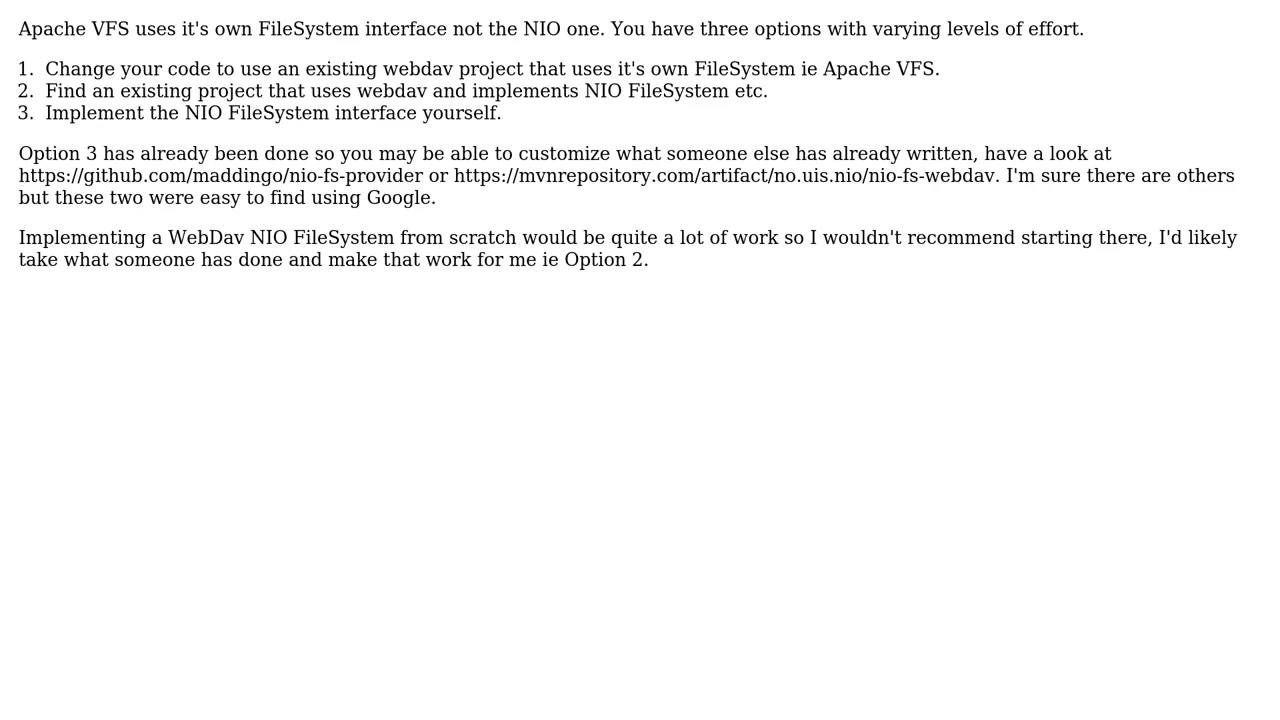 Apache VFS uses it's own FileSystem interface not the NIO one. You have three options with varying levels of effort.
1. Change your code to use an existing webdav project that uses it's own FileSystem ie Apache VFS.
2. Find an existing project that uses webdav and implements NIO FileSystem etc.
3. Implement the NIO FileSystem interface yourself.
Option 3 has already been done so you may be able to customize what someone else has already written, have a look at
https://github.com/maddingo/nio-fs-provider or https://mvnrepository.com/artifact/no.uis.nio/nio-fs-webdav. I'm sure there are others
but these two were easy to find using Google.
Implementing a WebDav NIO FileSystem from scratch would be quite a lot of work so I wouldn't recommend starting there, I'd likely
take what someone has done and make that work for me ie Option 2.